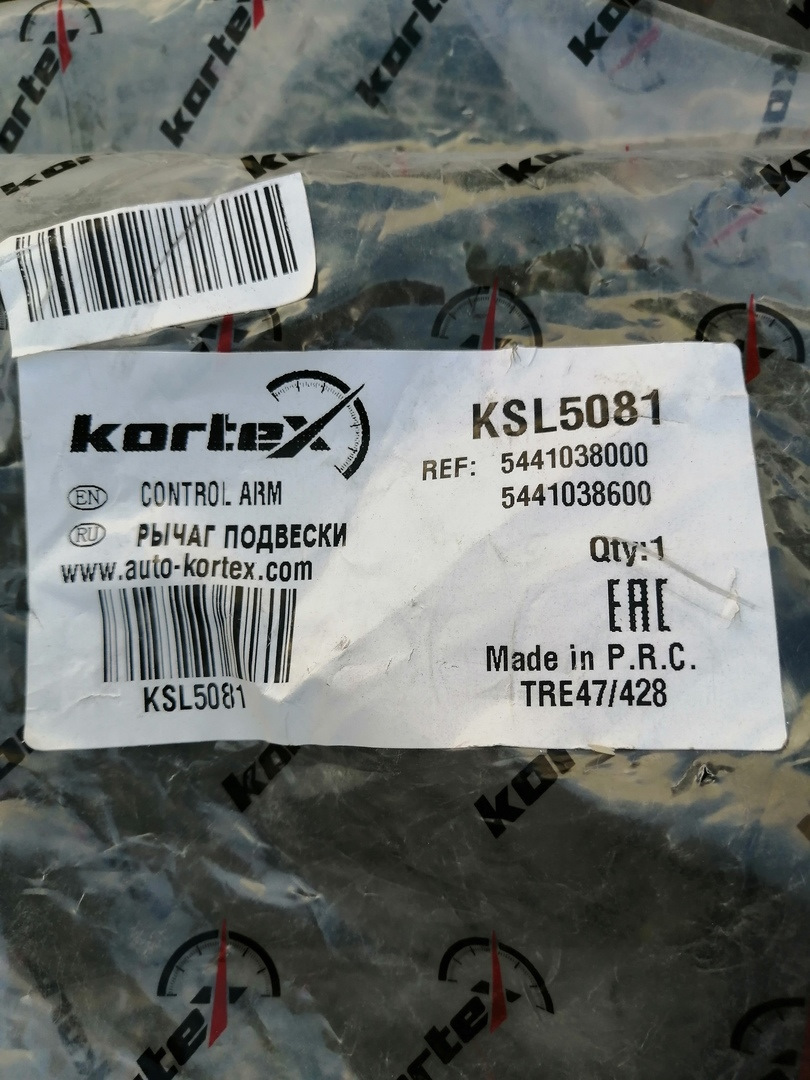 kortex
KSL5081
REF: 5441038000
5441038600
EN CONTROL ARM
RU РЫЧАГ ПОДВЕСКИ
www.auto-kortex.com
KSL5081
Qty:1
EAC
Made in P.R.C.
TRE47/428